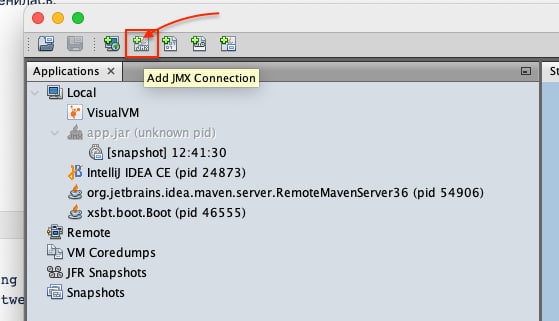 енилась.
Add JMX Connection
Applications
St
Local
VisualVM
app.jar (unknown pid)
[snapshot] 12:41:30
IntelliJ IDEA CE (pid 24873)
org.jetbrains.idea.maven.server.RemoteMavenServer36 (pid 54906)
xsbt.boot.Boot (pid 46555)
Remote
VM Coredumps
ing
JFR Snapshots
twe
Snapshots